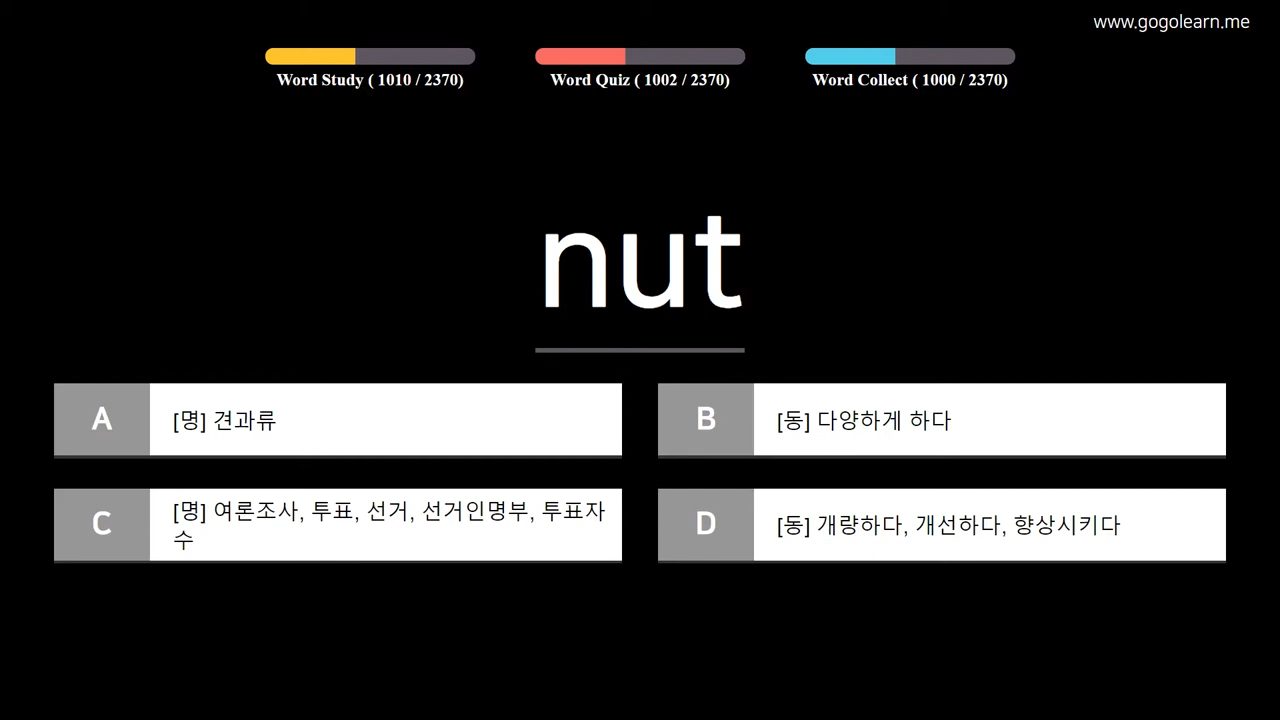 www.gogolearn.me
Word Study ( 1010 / 2370)
Word Quiz ( 1002 / 2370)
Word Collect ( 1000 / 2370)
nut
A
[명] 견과류
B
[동] 다양하게 하다
C
[명] 여론조사, 투표, 선거, 선거인명부, 투표자
수
D
[동] 개량하다, 개선하다, 향상시키다